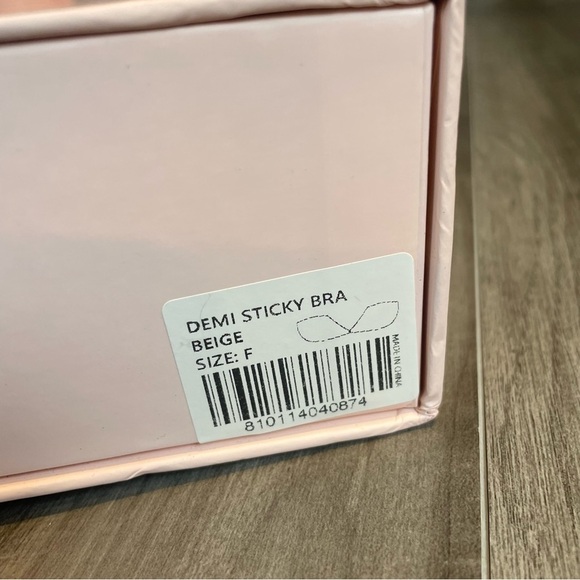 DEMI STICKY BRA
BEIGE
SIZE: F
MADE IN CHINA
810114040874